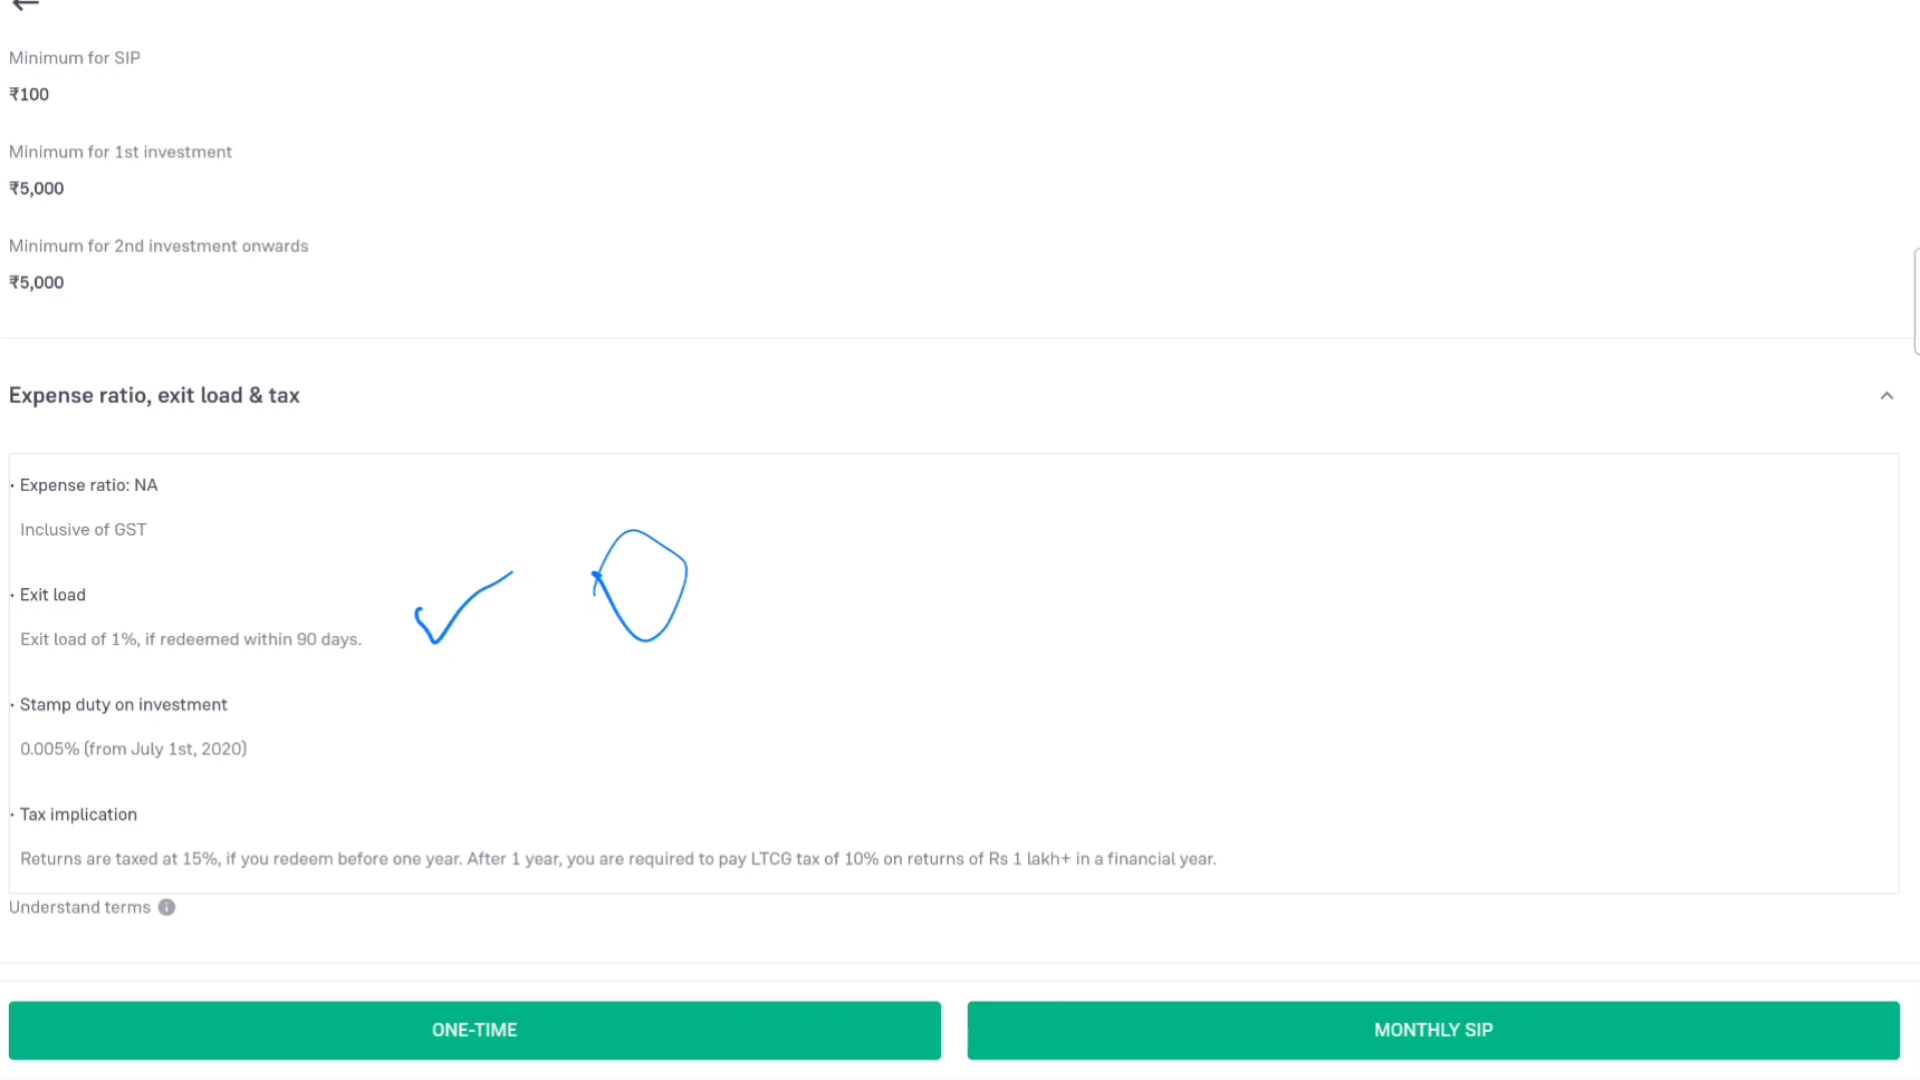 Minimum for SIP
₹100
Minimum for 1st investment
₹5,000
Minimum for 2nd investment onwards
₹5,000
Expense ratio, exit load & tax
· Expense ratio: NA
Inclusive of GST
· Exit load
Exit load of 1%, if redeemed within 90 days.
· Stamp duty on investment
0.005% (from July 1st, 2020)
· Tax implication
Returns are taxed at 15%, if you redeem before one year. After 1 year, you are required to pay LTCG tax of 10% on returns of Rs 1 lakh+ in a financial year.
Understand terms
ONE-TIME
MONTHLY SIP